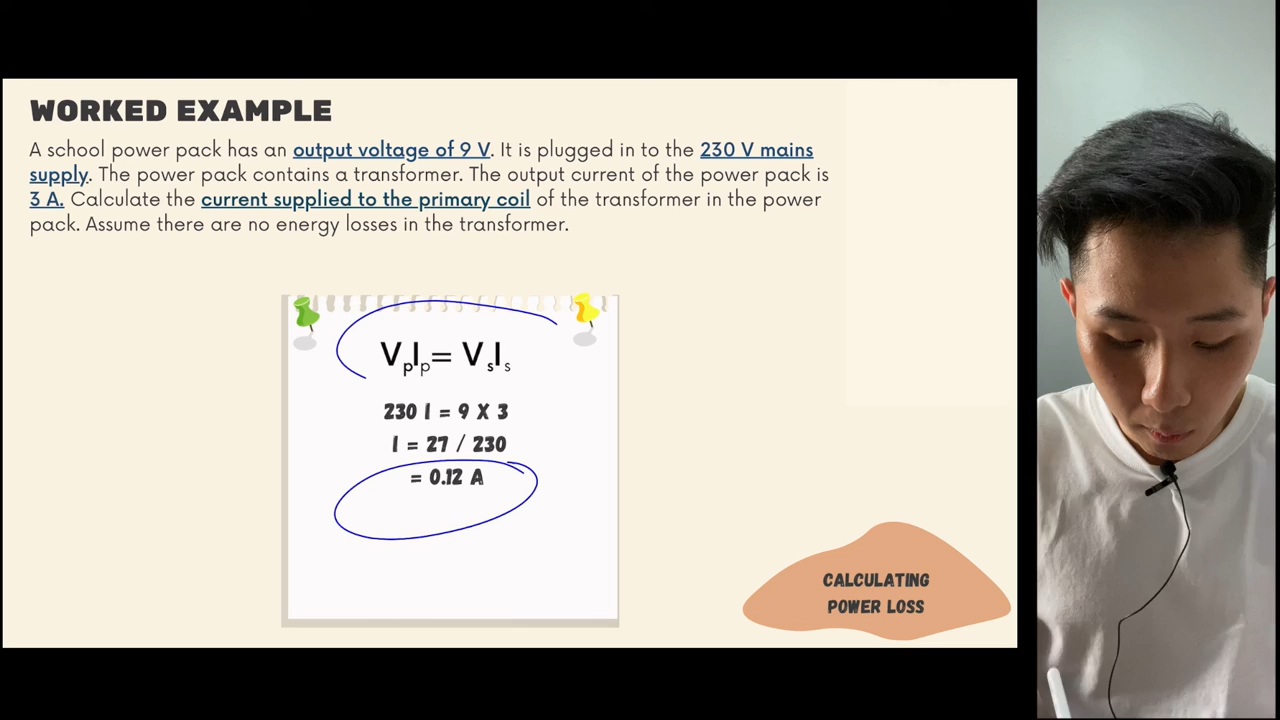 WORKED EXAMPLE
A school power pack has an output voltage of 9 V. It is plugged in to the 230 V mains
supply. The power pack contains a transformer. The output current of the power pack is
3 A. Calculate the current supplied to the primary coil of the transformer in the power
pack. Assume there are no energy losses in the transformer.
VpIp= VsIs
230 I = 9 X 3
I = 27 / 230
= 0.12 A
CALCULATING
POWER LOSS